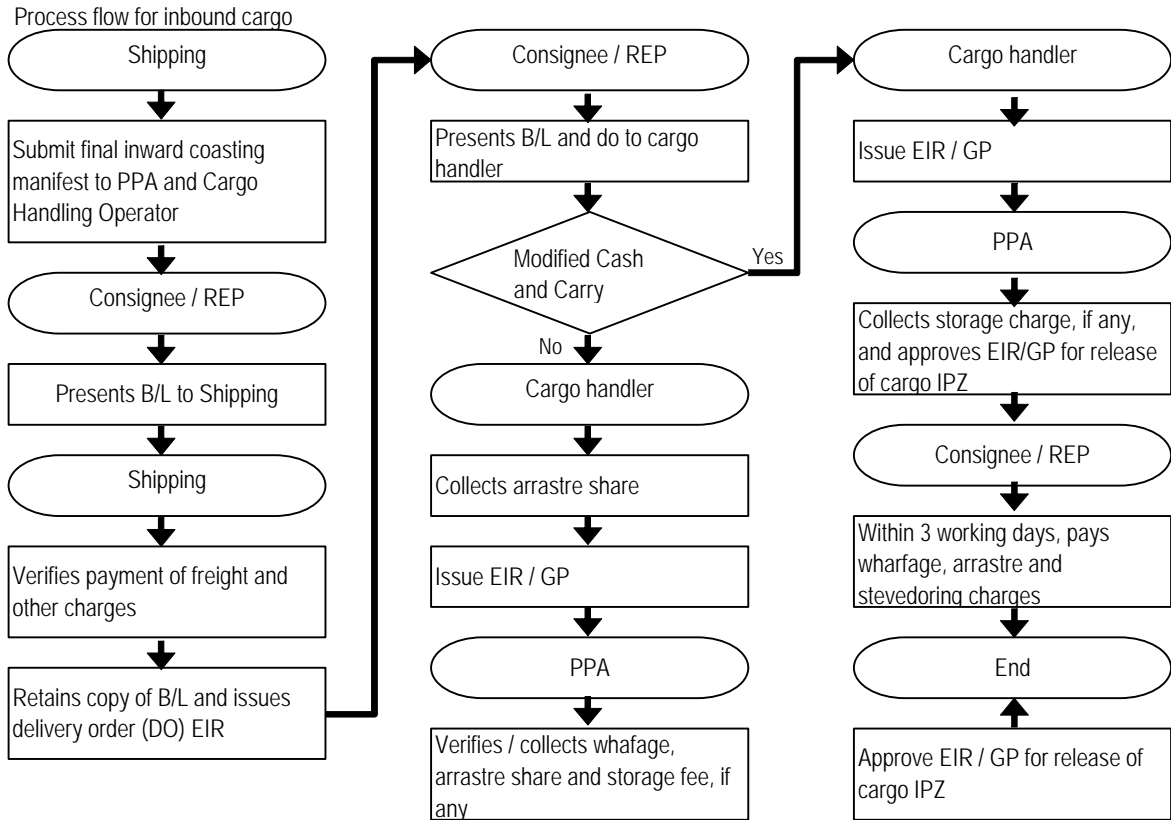 Process flow for inbound cargo
Shipping
Submit final inward coasting
manifest to PPA and Cargo
Handling Operator
Consignee / REP
Presents B/L to Shipping
Shipping
Verifies payment of freight and
other charges
Retains copy of B/L and issues
delivery order (DO) EIR
Consignee / REP
Presents B/L and do to cargo
handler
Modified Cash
and Carry
Yes
No
Cargo handler
Collects arrastre share
Issue EIR / GP
PPA
Verifies / collects whafage,
arrastre share and storage fee, if
any
Cargo handler
Issue EIR / GP
PPA
Collects storage charge, if any,
and approves EIR/GP for release
of cargo IPZ
Consignee / REP
Within 3 working days, pays
wharfage, arrastre and
stevedoring charges
End
Approve EIR / GP for release of
cargo IPZ